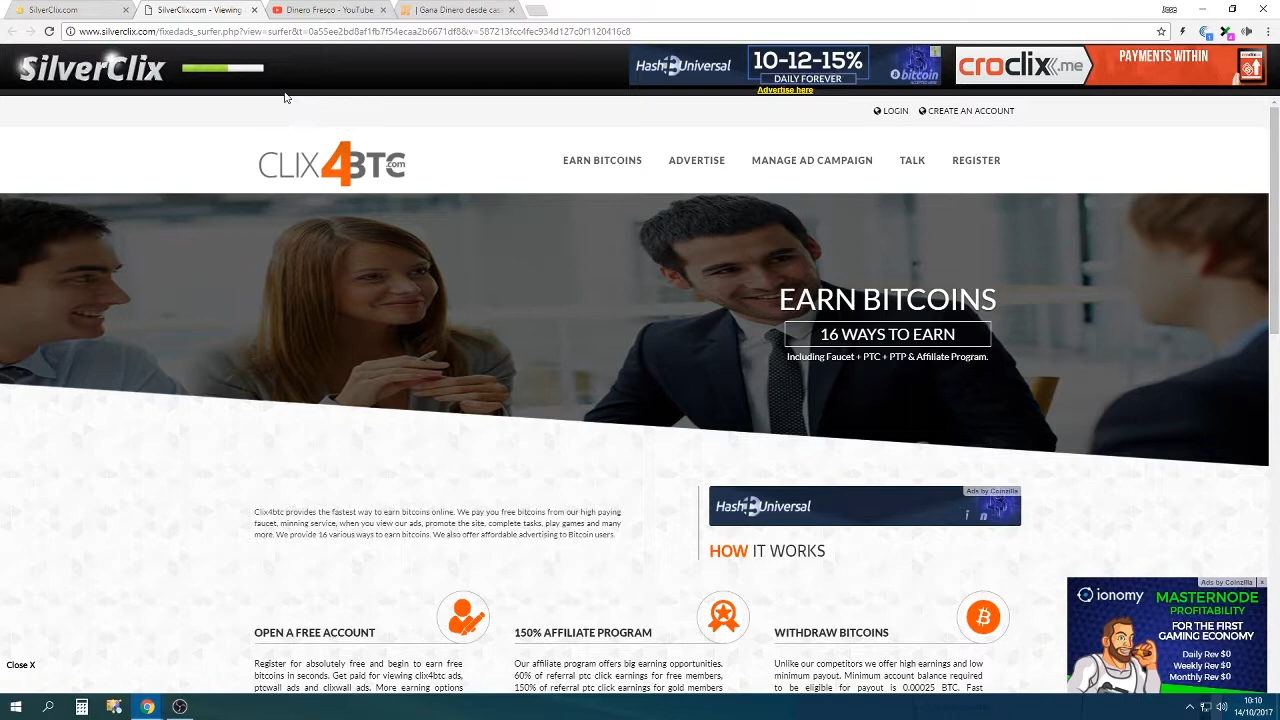 SilverClix.com
SilverClix.com - Viewing
Dinero Fresco - YouTube
| Gana Dinero desde cas
www.silverclix.com/fixedads_surfer.php?view=surfer&t=0a55ee2bd8af1fb7f54ecaa2b6671df8&v=58721f5c4fec934d127c0f1120416c8
SilverClix
Hash Universal
10-12-15%
DAILY FOREVER
bitcoin
croclix.me
PAYMENTS WITHIN
Advertise here
LOGIN
CREATE AN ACCOUNT
CLIX4BTC.com
EARN BITCOINS
ADVERTISE
MANAGE AD CAMPAIGN
TALK
REGISTER
EARN BITCOINS
16 WAYS TO EARN
Including Faucet + PTC + PTP & Affiliate Program.
Clix4btc provides the fastest way to earn bitcoins online. We pay you free bitcoins from our high paying
faucet, minning service, when you view our ads, promote the site, complete tasks, play games and many
more. We provide 16 various ways to earn bitcoins. We also offer affordable advertising to Bitcoin users.
Ads by Coinzilla
Hash Universal
HOW IT WORKS
OPEN A FREE ACCOUNT
Register for absolutely free and begin to earn free
bitcoins in seconds. Get paid for viewing clix4btc ads,
ptcwall ads and clixwall ads. More earning options
150% AFFILIATE PROGRAM
Our affiliate program offers big earning opportunities.
60% of referral ptc click earnings for free members,
150% of referral ptc click earnings for gold members
WITHDRAW BITCOINS
Unlike our competitors we offer high earnings and low
minimum payout. Minimum account balance required
to be eligible for payout is 0.00025 BTC. Fast
Ads by Coinzilla
x
ionomy
MASTERNODE
PROFITABILITY
FOR THE FIRST
GAMING ECONOMY
Daily Rev $0
Weekly Rev $0
Monthly Rev $0
Close X
10:10
14/10/2017